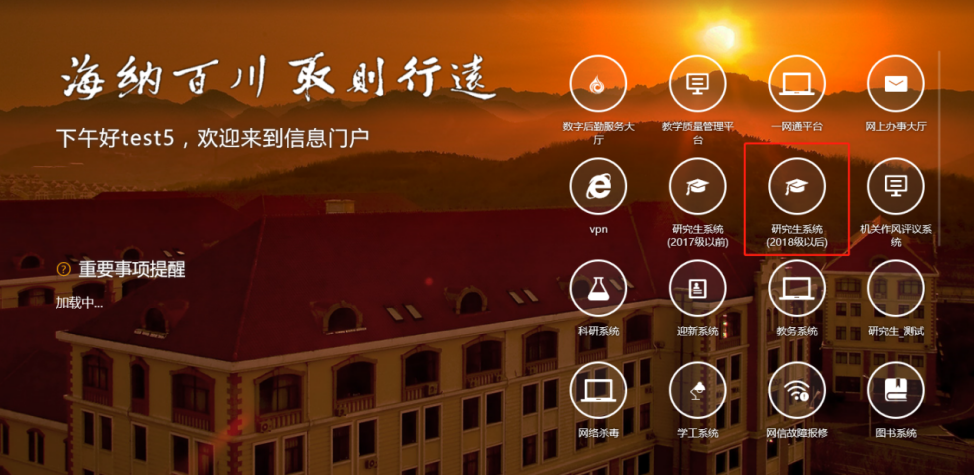 海纳百川 取则行远
下午好test5，欢迎来到信息门户
重要事项提醒
加载中...
数字后勤服务大
厅
教学质量管理平
台
一网通平台
网上办事大厅
vpn
研究生系统
(2017级以前)
研究生系统
(2018级以后)
机关作风评议系
统
科研系统
迎新系统
教务系统
研究生_测试
网络杀毒
学工系统
网信故障报修
图书系统